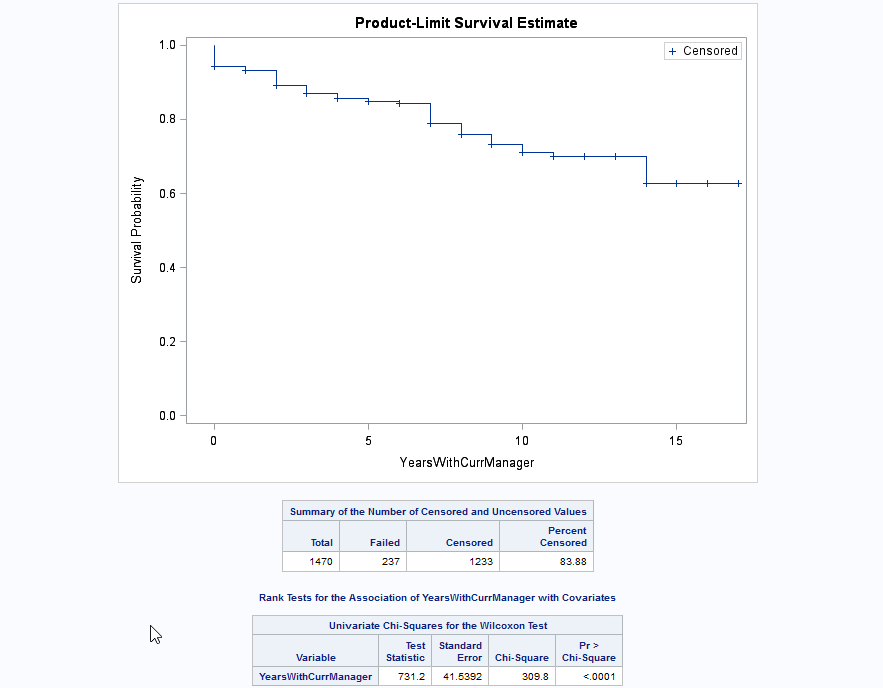 Product-Limit Survival Estimate
+ Censored
1.0
0.8
0.6
0.4
0.2
0.0
Survival Probability
0 5 10 15
YearsWithCurrManager
Summary of the Number of Censored and Uncensored Values
Total Failed Censored Percent Censored
1470 237 1233 83.88
Rank Tests for the Association of YearsWithCurrManager with Covariates
Univariate Chi-Squares for the Wilcoxon Test
Variable Test Statistic Standard Error Chi-Square Pr > Chi-Square
YearsWithCurrManager 731.2 41.5392 309.8 <.0001